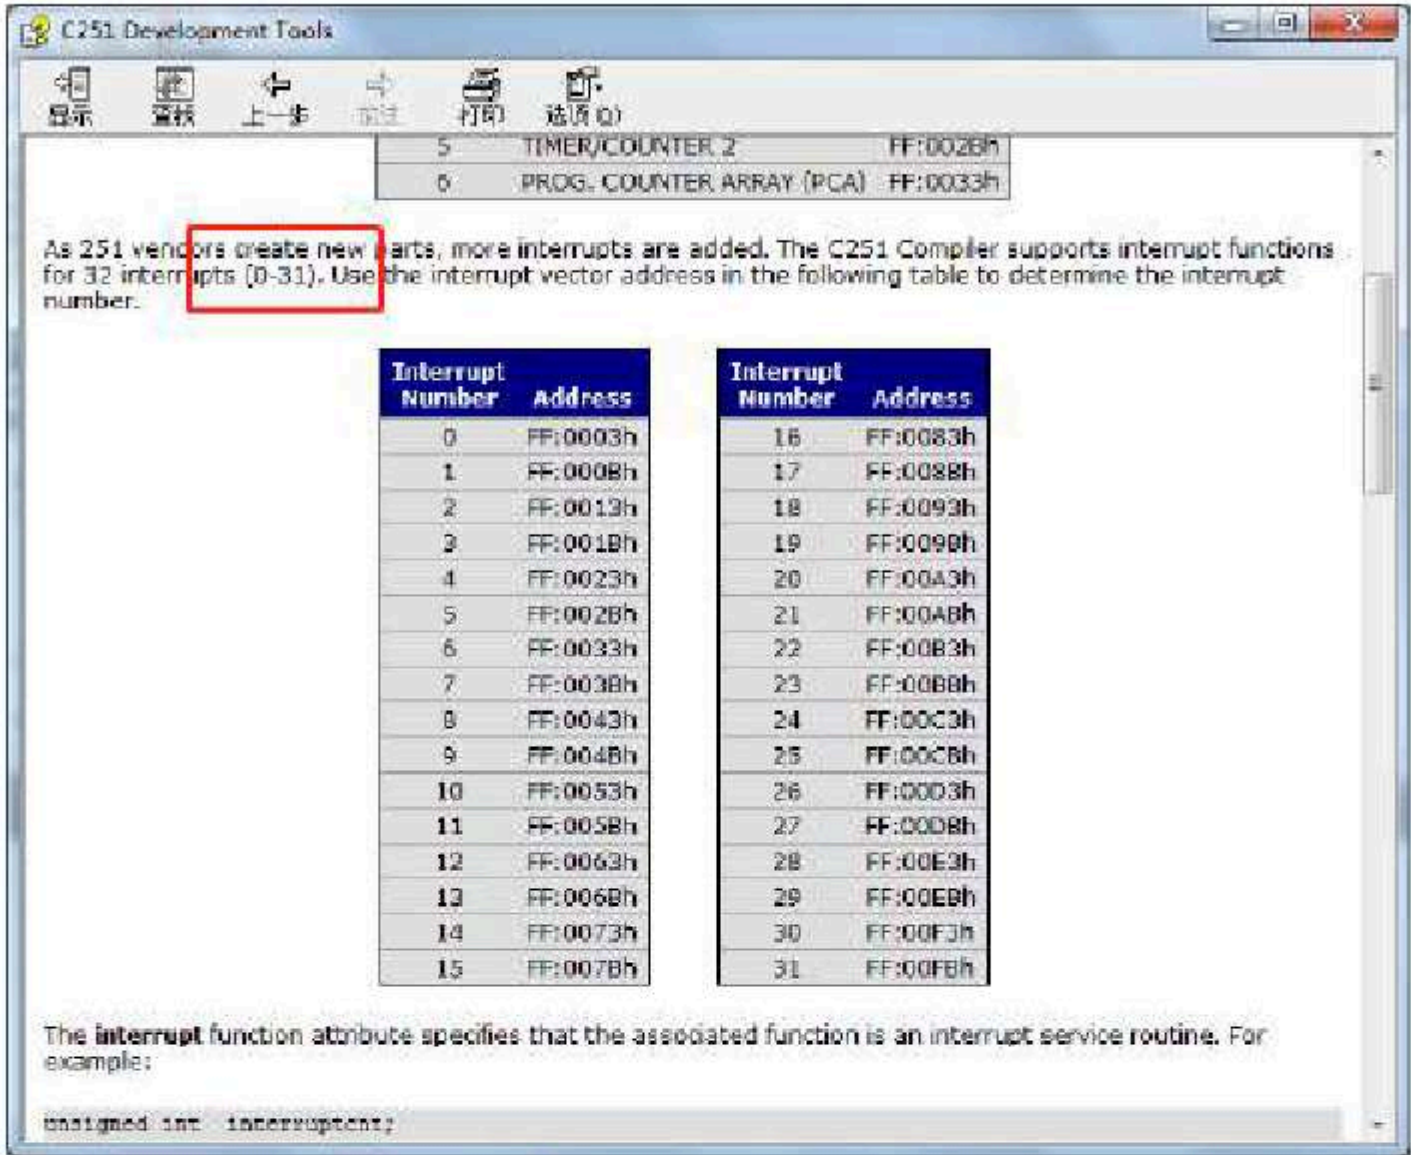 C251 Development Tools
显示 查找 上一步 打印 选项(O)
5 TIMER/COUNTER 2 FF:002Bh
6 PROG. COUNTER ARRAY (PCA) FF:0033h
As 251 vendors create new parts, more interrupts are added. The C251 Compiler supports interrupt functions
for 32 interrupts (0-31). Use the interrupt vector address in the following table to determine the interrupt
number.
Interrupt Interrupt
Number Address Number Address
0 FF:0003h 16 FF:0083h
1 FF:000Bh 17 FF:008Bh
2 FF:0013h 18 FF:0093h
3 FF:001Bh 19 FF:009Bh
4 FF:0023h 20 FF:00A3h
5 FF:002Bh 21 FF:00ABh
6 FF:0033h 22 FF:00B3h
7 FF:003Bh 23 FF:00BBh
8 FF:0043h 24 FF:00C3h
9 FF:004Bh 25 FF:00CBh
10 FF:0053h 26 FF:00D3h
11 FF:005Bh 27 FF:00DBh
12 FF:0063h 28 FF:00E3h
13 FF:006Bh 29 FF:00EBh
14 FF:0073h 30 FF:00F3h
15 FF:007Bh 31 FF:00FBh
The interrupt function attribute specifies that the associated function is an interrupt service routine. For
example:
unsigned int interruptcnt;